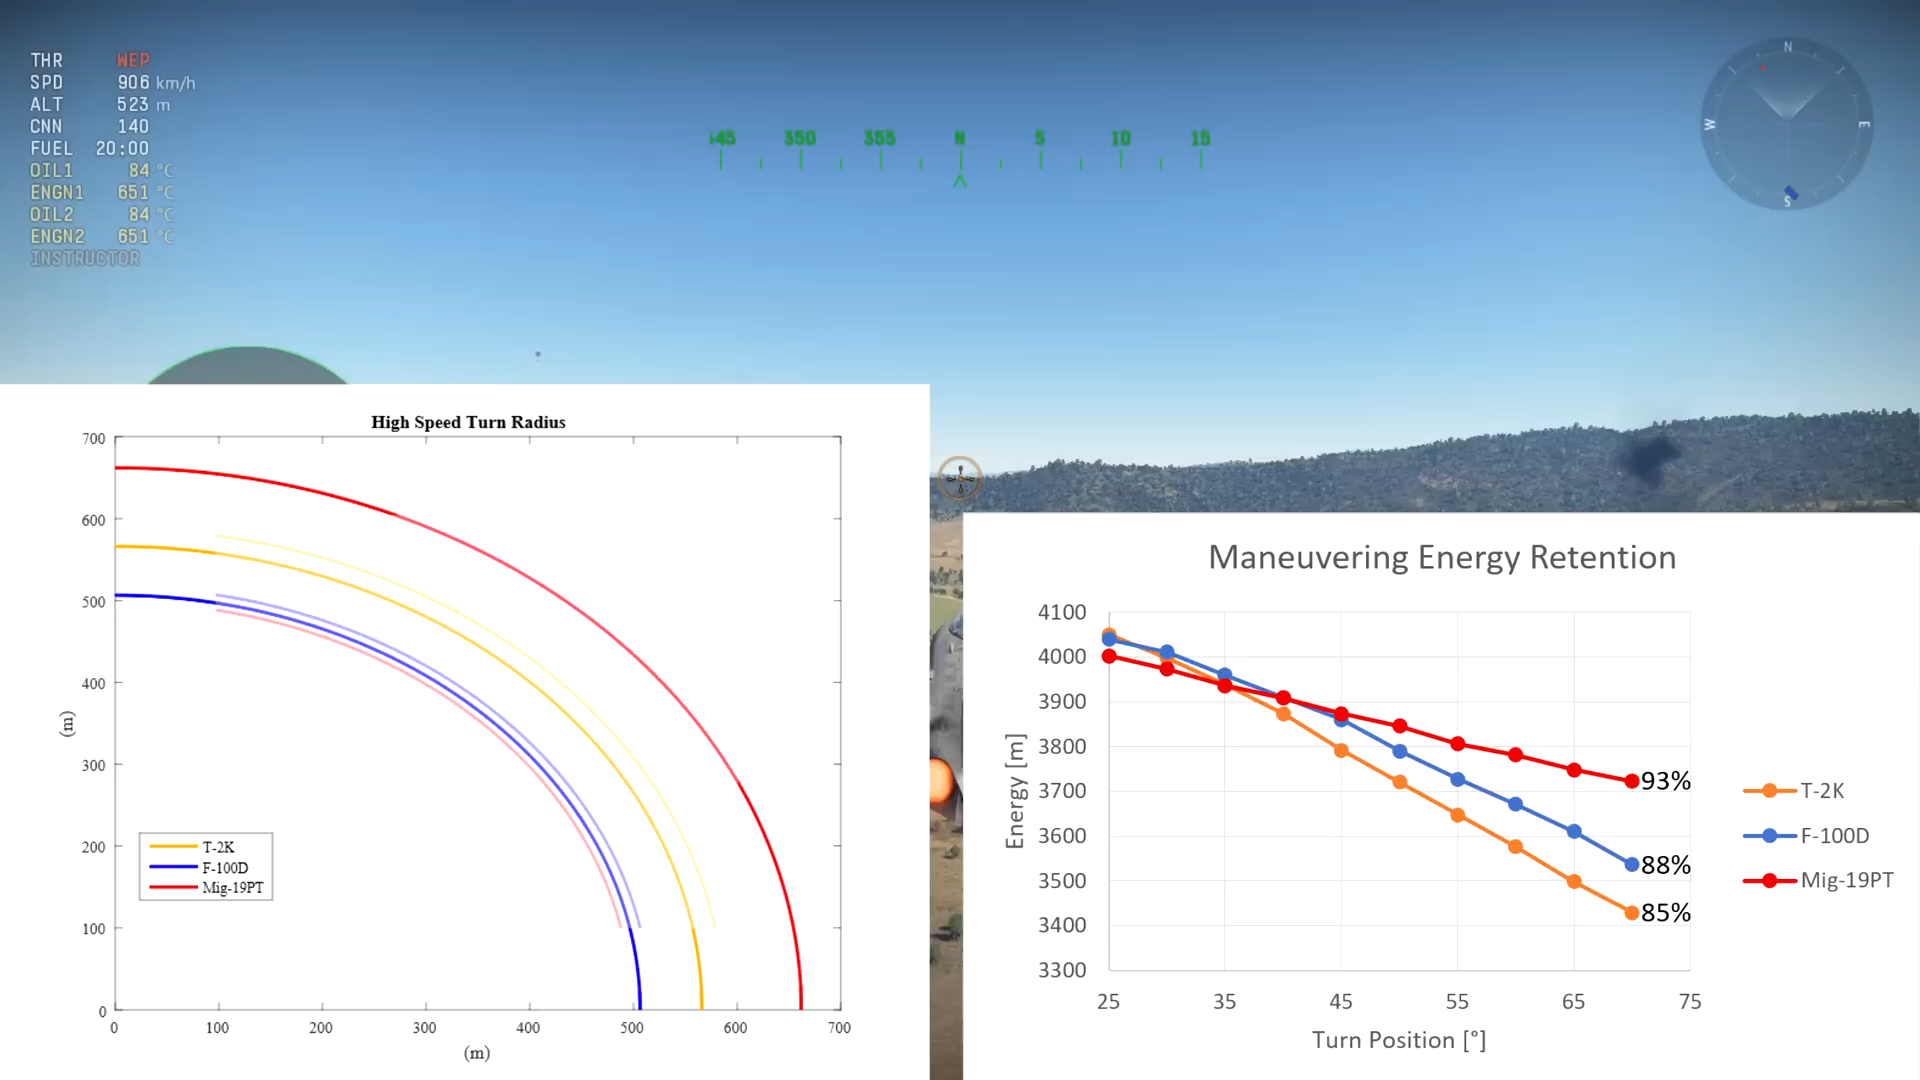 THR WEP
SPD 906 km/h
ALT 523 m
CNN 140
FUEL 20:00
OIL1 84 °C
ENGN1 651 °C
OIL2 84 °C
ENGN2 651 °C
INSTRUCTOR
350 355 N 5 10 15
N
W E
S
High Speed Turn Radius
700
600
500
400
300
200
100
0
(m)
0 100 200 300 400 500 600 700
(m)
T-2K
F-100D
Mig-19PT
Maneuvering Energy Retention
4100
4000
3900
3800
3700
3600
3500
3400
3300
Energy [m]
25 35 45 55 65 75
Turn Position [°]
93%
88%
85%
T-2K
F-100D
Mig-19PT